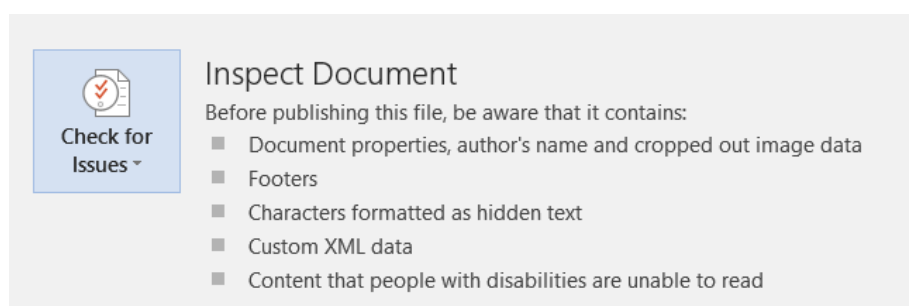 Inspect Document
Before publishing this file, be aware that it contains:
Check for
Issues
Document properties, author's name and cropped out image data
Footers
Characters formatted as hidden text
Custom XML data
Content that people with disabilities are unable to read